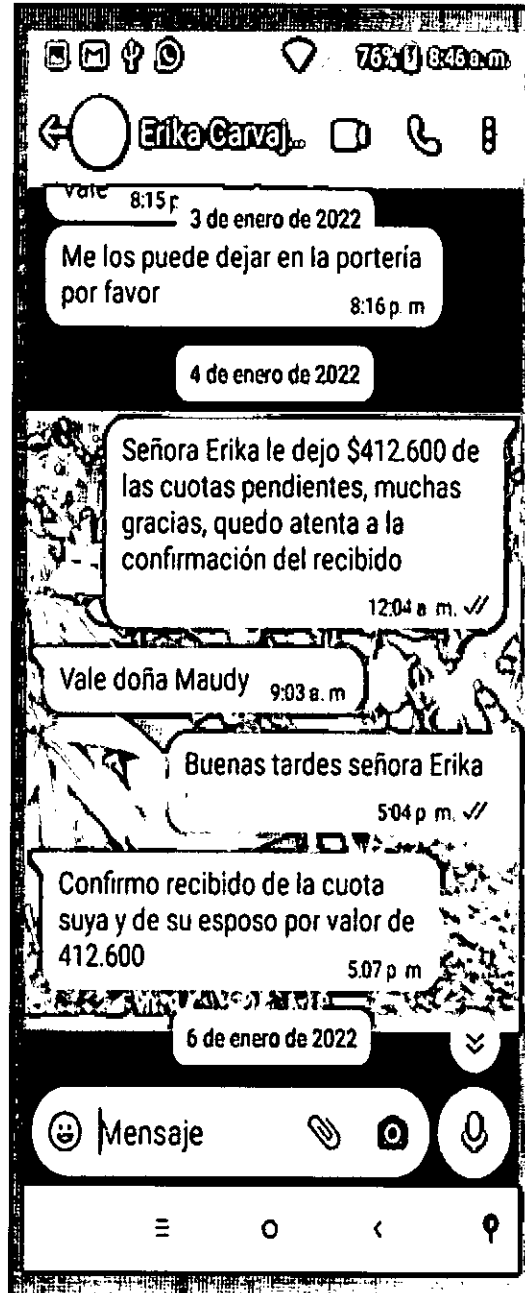 76% 8:46 a. m.
Erika Carvaj...
vale 8:15 p
3 de enero de 2022
Me los puede dejar en la portería
por favor
8:16 p. m
4 de enero de 2022
Señora Erika le dejo $412.600 de
las cuotas pendientes, muchas
gracias, quedo atenta a la
confirmación del recibido
12:04 a. m.
Vale doña Maudy 9:03 a. m
Buenas tardes señora Erika
5:04 p. m.
Confirmo recibido de la cuota
suya y de su esposo por valor de
412.600
5:07 p m
6 de enero de 2022
Mensaje